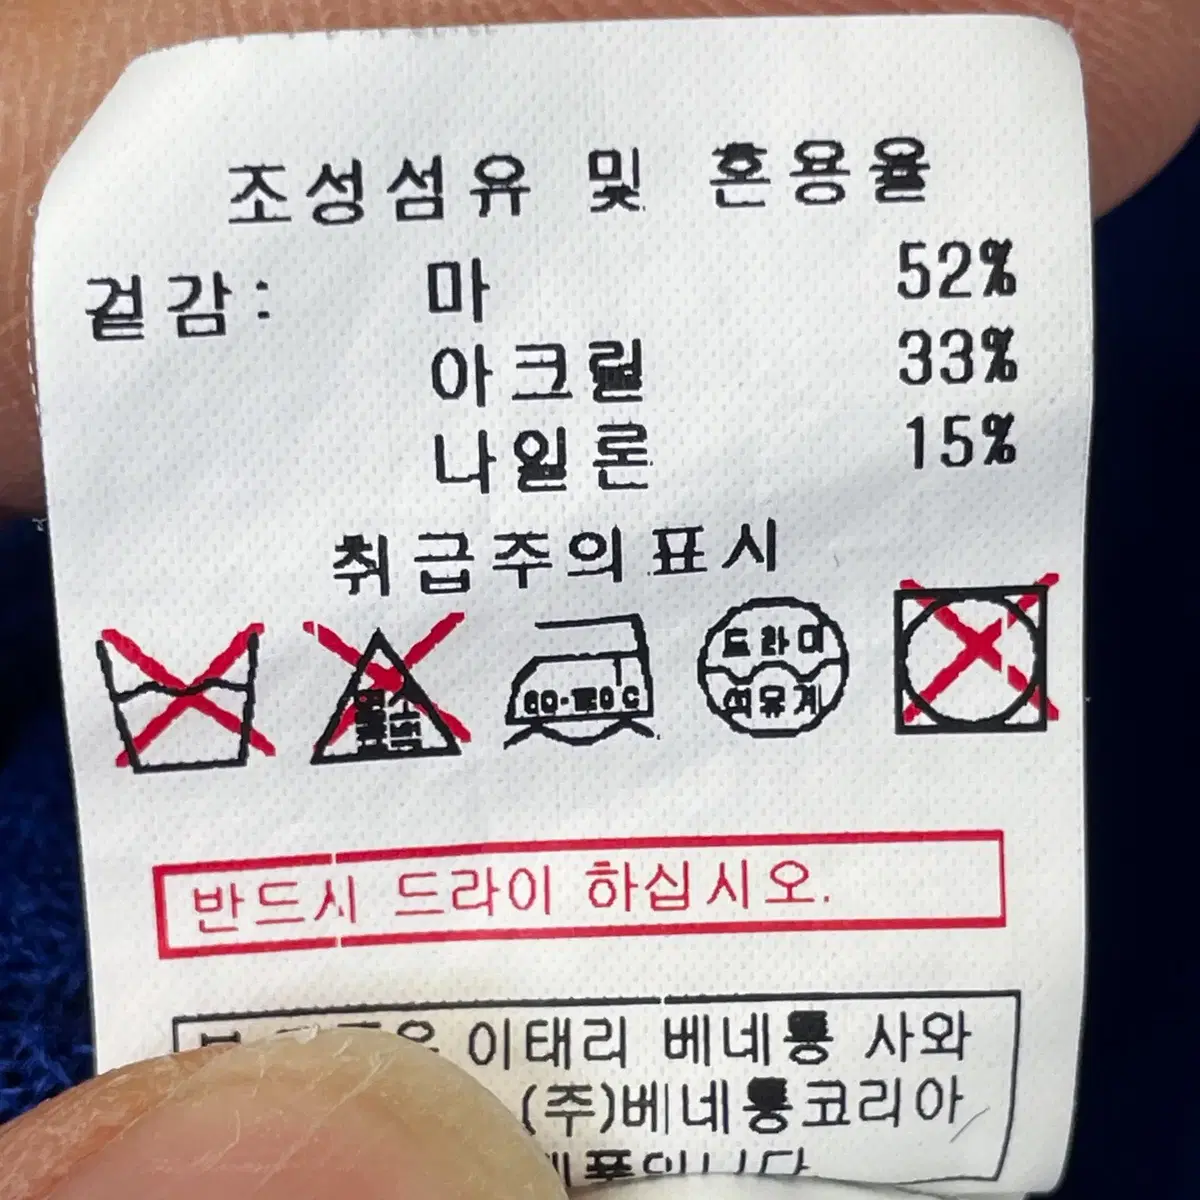 조성섬유 및 혼용율
겉감: 마 52%
아크릴 33%
나일론 15%
취급주의표시
드라이
석유계
반드시 드라이 하십시오.
이태리 베네통 사와
(주)베네통코리아